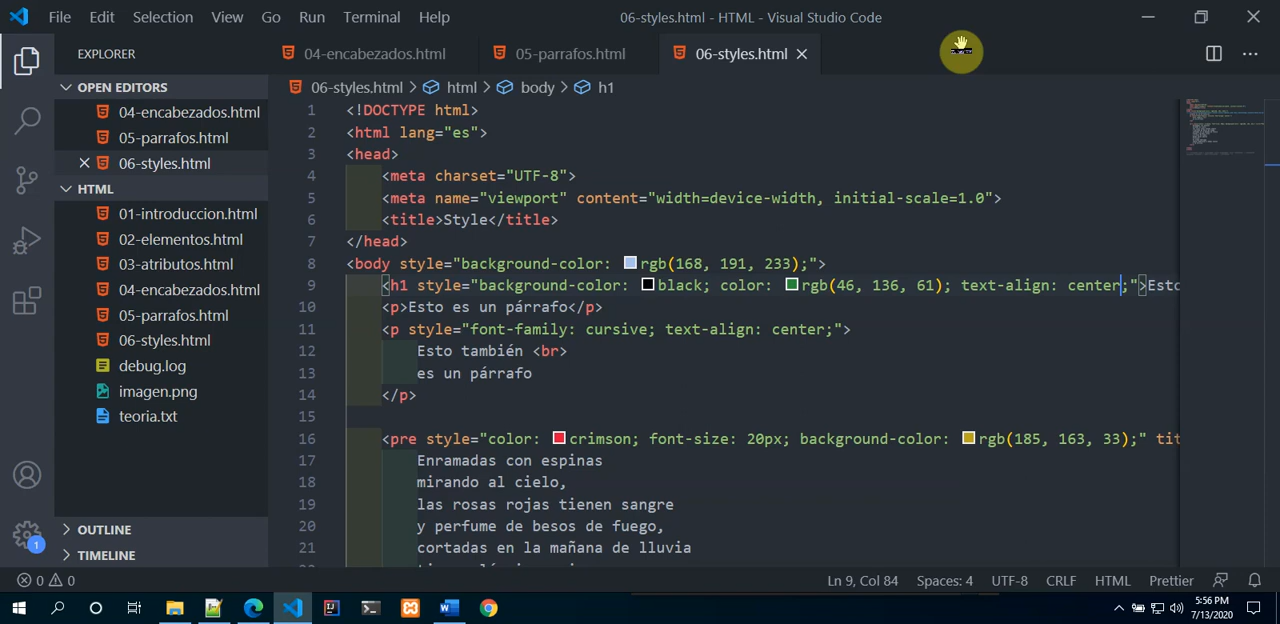 File Edit Selection View Go Run Terminal Help 06-styles.html - HTML - Visual Studio Code
EXPLORER
04-encabezados.html 05-parrafos.html 06-styles.html
OPEN EDITORS
04-encabezados.html
05-parrafos.html
06-styles.html
HTML
01-introduccion.html
02-elementos.html
03-atributos.html
04-encabezados.html
05-parrafos.html
06-styles.html
debug.log
imagen.png
teoria.txt
OUTLINE
TIMELINE
1
06-styles.html > html > body > h1
1 <!DOCTYPE html>
2 <html lang="es">
3 <head>
4 <meta charset="UTF-8">
5 <meta name="viewport" content="width=device-width, initial-scale=1.0">
6 <title>Style</title>
7 </head>
8 <body style="background-color: rgb(168, 191, 233);">
9 <h1 style="background-color: black; color: rgb(46, 136, 61); text-align: center;">Esto
10 <p>Esto es un párrafo</p>
11 <p style="font-family: cursive; text-align: center;">
12 Esto también <br>
13 es un párrafo
14 </p>
15
16 <pre style="color: crimson; font-size: 20px; background-color: rgb(185, 163, 33);" tit
17 Enramadas con espinas
18 mirando al cielo,
19 las rosas rojas tienen sangre
20 y perfume de besos de fuego,
21 cortadas en la mañana de lluvia
0 0 Ln 9, Col 84 Spaces: 4 UTF-8 CRLF HTML Prettier
5:56 PM
7/13/2020